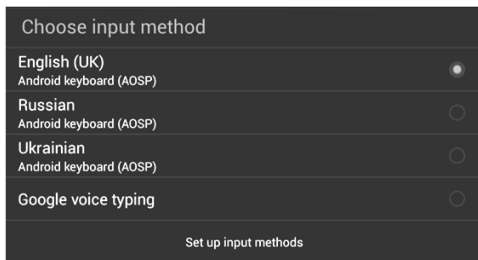 Choose input method
English (UK)
Android keyboard (AOSP)
Russian
Android keyboard (AOSP)
Ukrainian
Android keyboard (AOSP)
Google voice typing
Set up input methods